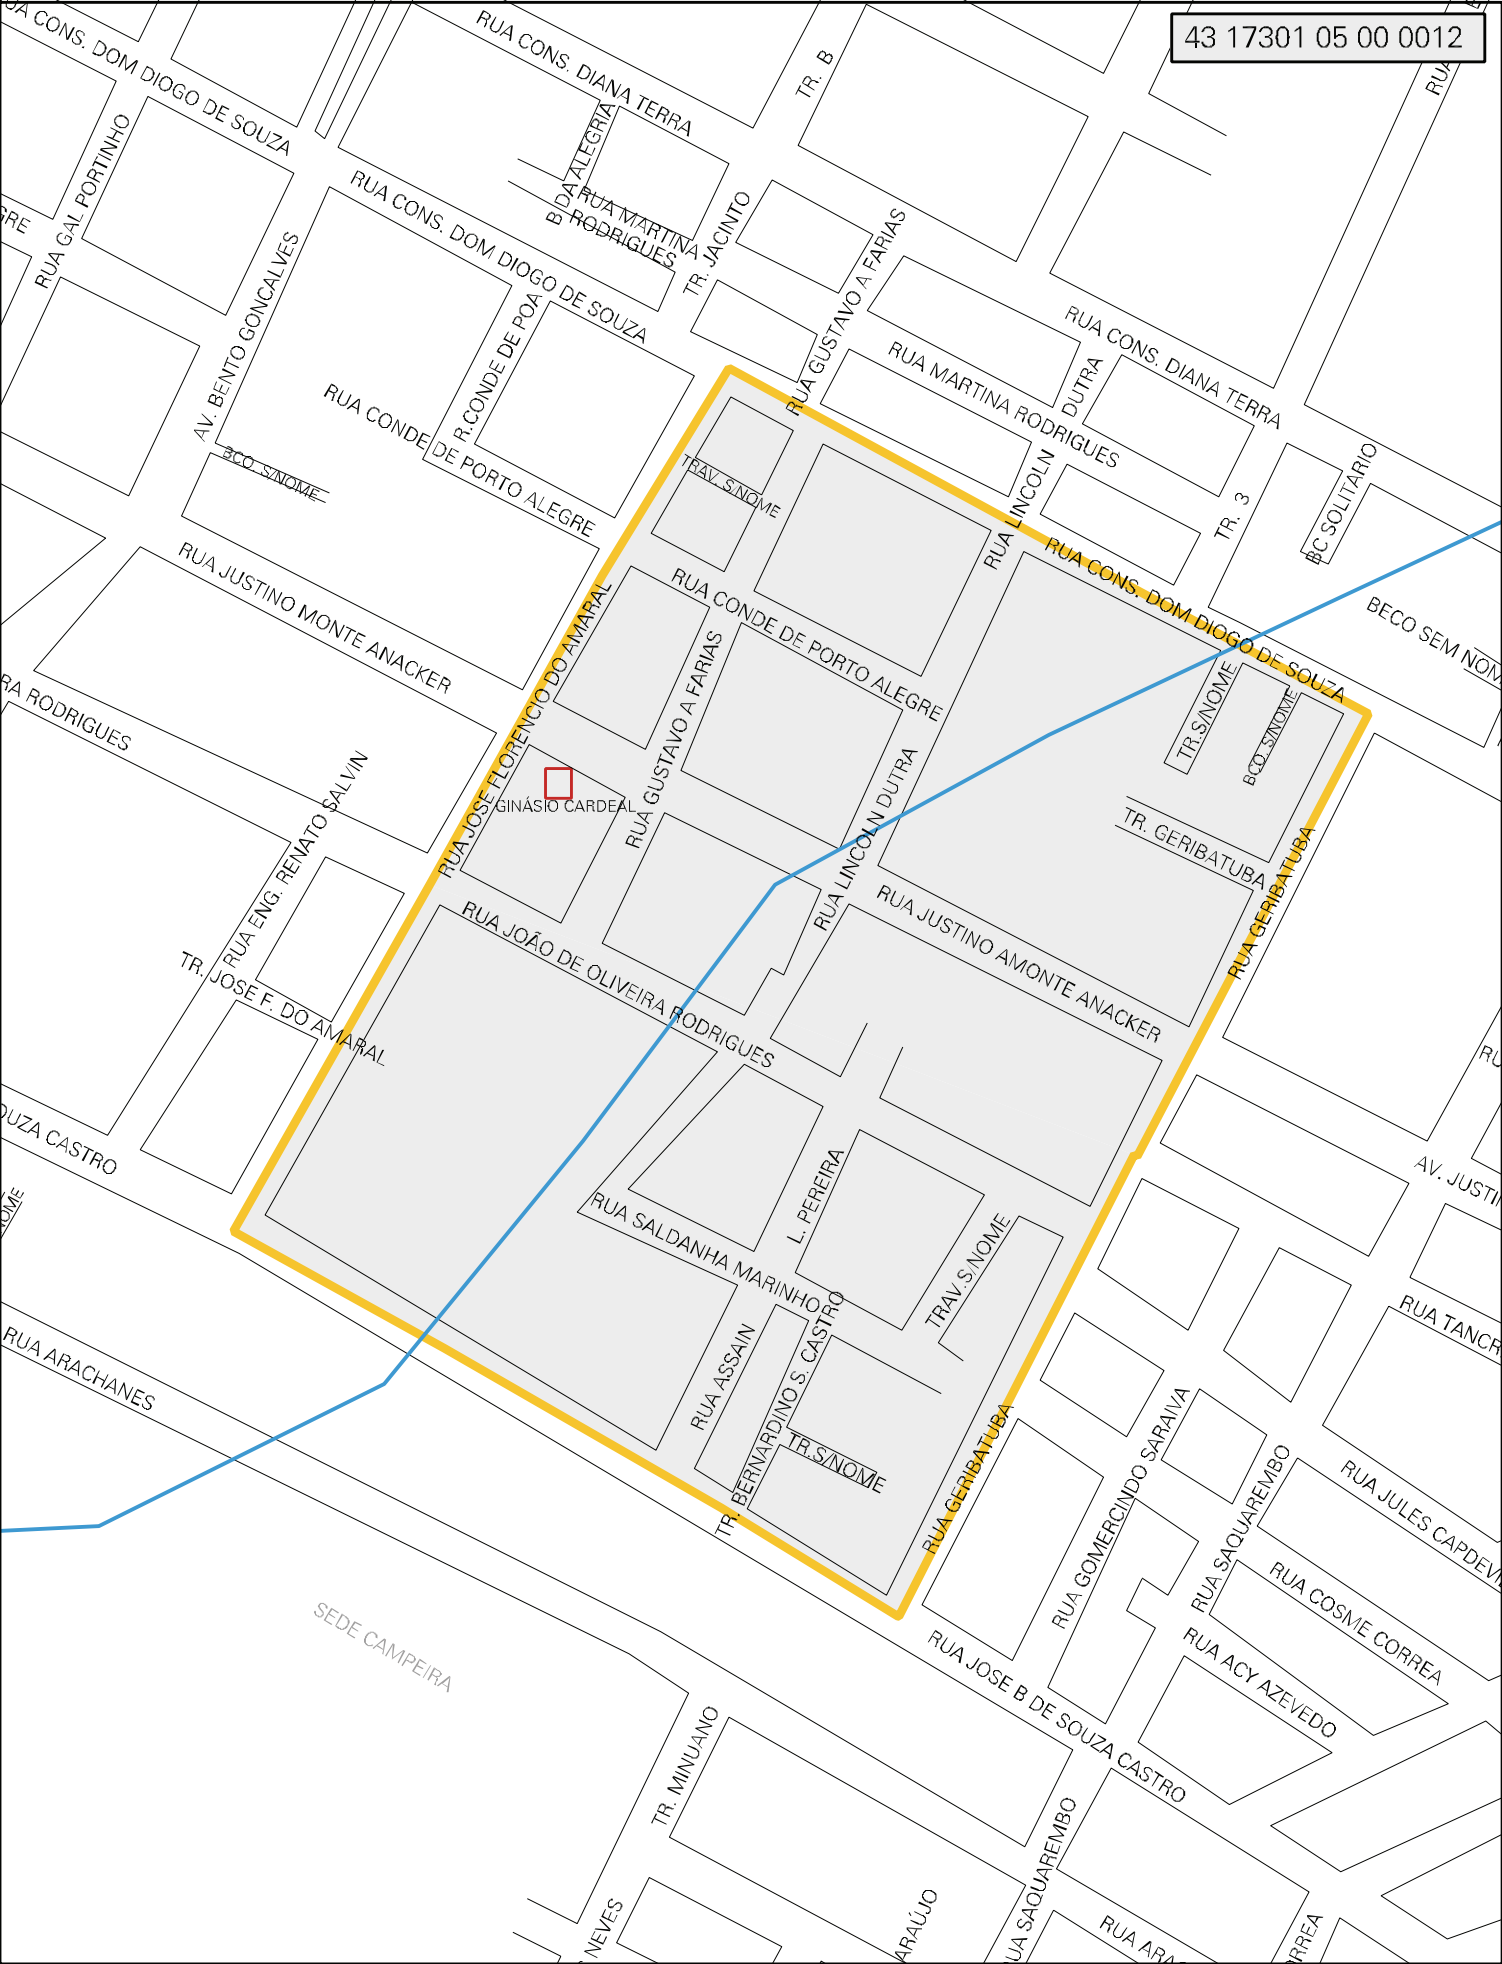 43 17301 05 00 0012
RUA CONS. DIANA TERRA
TR. B
RUA
UA CONS. DOM DIOGO DE SOUZA
RUA GAL PORTINHO
B DA ALEGRIA
RUA MARTINA
RODRIGUES
TR. JACINTO
GRE
RUA CONS. DOM DIOGO DE SOUZA
RUA GUSTAVO A FARIAS
AV. BENTO GONCALVES
R.CONDE DE POA
RUA CONS. DIANA TERRA
RUA MARTINA RODRIGUES
RUA LINCOLN DUTRA
RUA CONDE DE PORTO ALEGRE
BCO. S/NOME
TRAV. S/NOME
TR. 3
BC SOLITARIO
RUA JUSTINO MONTE ANACKER
RUA CONS. DOM DIOGO DE SOUZA
BECO SEM NOM
RUA CONDE DE PORTO ALEGRE
RUA JOSE FLORENCIO DO AMARAL
RUA GUSTAVO A FARIAS
TR.S/NOME
BCO. S/NOME
RA RODRIGUES
RUA ENG. RENATO SALVIN
GINÁSIO CARDEAL
RUA LINCOLN DUTRA
TR. GERIBATUBA
RUA GERIBATUBA
RUA JUSTINO AMONTE ANACKER
RUA JOÃO DE OLIVEIRA RODRIGUES
TR. JOSE F. DO AMARAL
RU
OUZA CASTRO
AV. JUSTI
L. PEREIRA
RUA SALDANHA MARINHO
TRAV.S/NOME
OME
RUA ARACHANES
RUA ASSAIN
TR. BERNARDINO S. CASTRO
TR.S/NOME
RUA TANCR
RUA GERIBATUBA
RUA GOMERCINDO SARAIVA
RUA SAQUAREMBO
RUA JULES CAPDEVI
RUA COSME CORREA
RUA ACY AZEVEDO
SEDE CAMPEIRA
RUA JOSE B DE SOUZA CASTRO
TR. MINUANO
UA SAQUAREMBO
NEVES
ARAÚJO
RUA ARA
ORREA